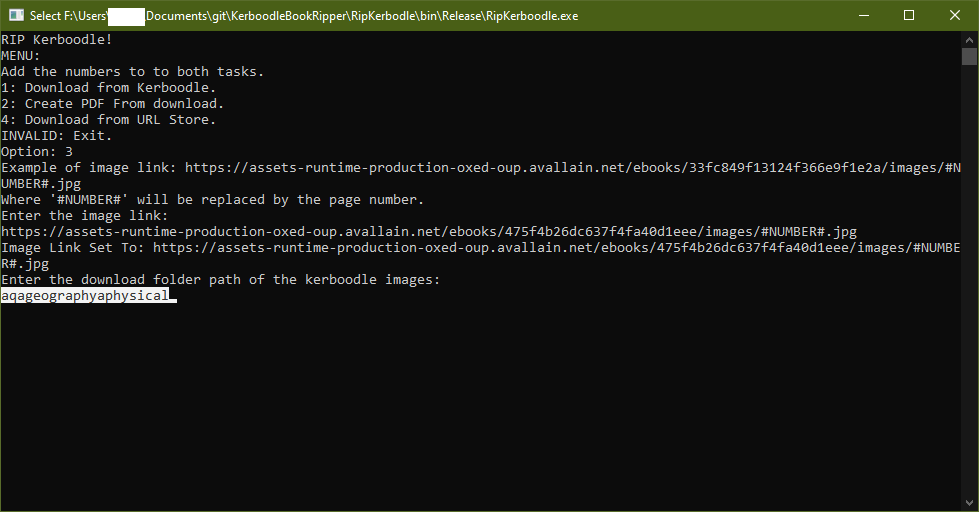 Select F:\Users\ Documents\git\KerboodleBookRipper\RipKerbodle\bin\Release\RipKerboodle.exe
RIP Kerboodle!
MENU:
Add the numbers to to both tasks.
1: Download from Kerboodle.
2: Create PDF From download.
4: Download from URL Store.
INVALID: Exit.
Option: 3
Example of image link: https://assets-runtime-production-oxed-oup.avallain.net/ebooks/33fc849f13124f366e9f1e2a/images/#N
UMBER#.jpg
Where '#NUMBER#' will be replaced by the page number.
Enter the image link:
https://assets-runtime-production-oxed-oup.avallain.net/ebooks/475f4b26dc637f4fa40d1eee/images/#NUMBER#.jpg
Image Link Set To: https://assets-runtime-production-oxed-oup.avallain.net/ebooks/475f4b26dc637f4fa40d1eee/images/#NUMBE
R#.jpg
Enter the download folder path of the kerboodle images:
aqageographyaphysical